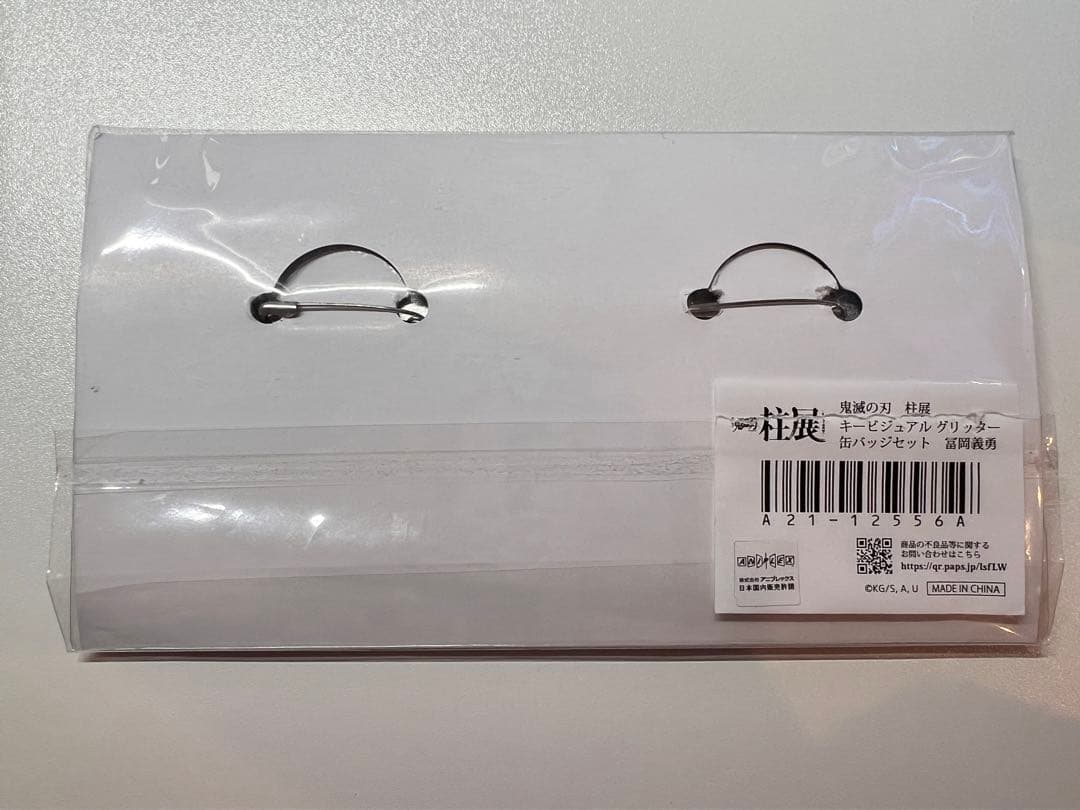 柱展
鬼滅の刃　柱展
キービジュアル グリッター
缶バッジセット　冨岡義勇
A21-12556A
ANIPLEX
株式会社アニプレックス
日本国内販売許諾
商品の不良品等に関する
お問い合わせはこちら
https://qr.paps.jp/lsf1W
©KG/S, A, U
MADE IN CHINA